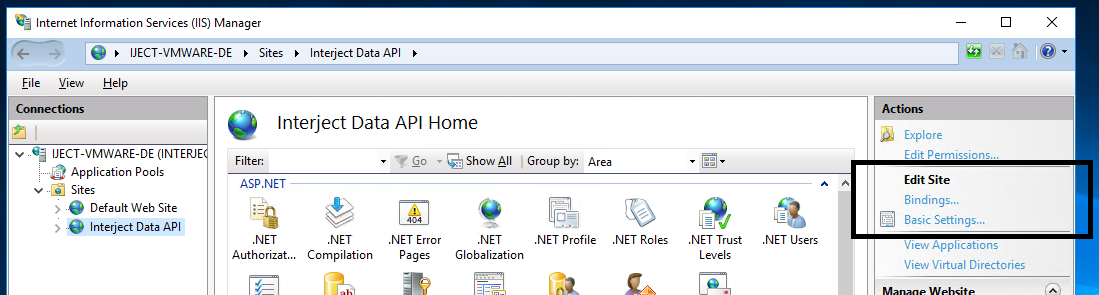 Internet Information Services (IIS) Manager
IJECT-VMWARE-DE Sites Interject Data API
File View Help
Connections
IJECT-VMWARE-DE (INTERJEC
Application Pools
Sites
Default Web Site
Interject Data API
Interject Data API Home
Filter: Go Show All Group by: Area
ASP.NET
.NET Authorizat...
.NET Compilation
404
.NET Error Pages
.NET Globalization
.NET Profile
.NET Roles
.NET Trust Levels
.NET Users
ab
Actions
Explore
Edit Permissions...
Edit Site
Bindings...
Basic Settings...
View Applications
View Virtual Directories
Manage Website